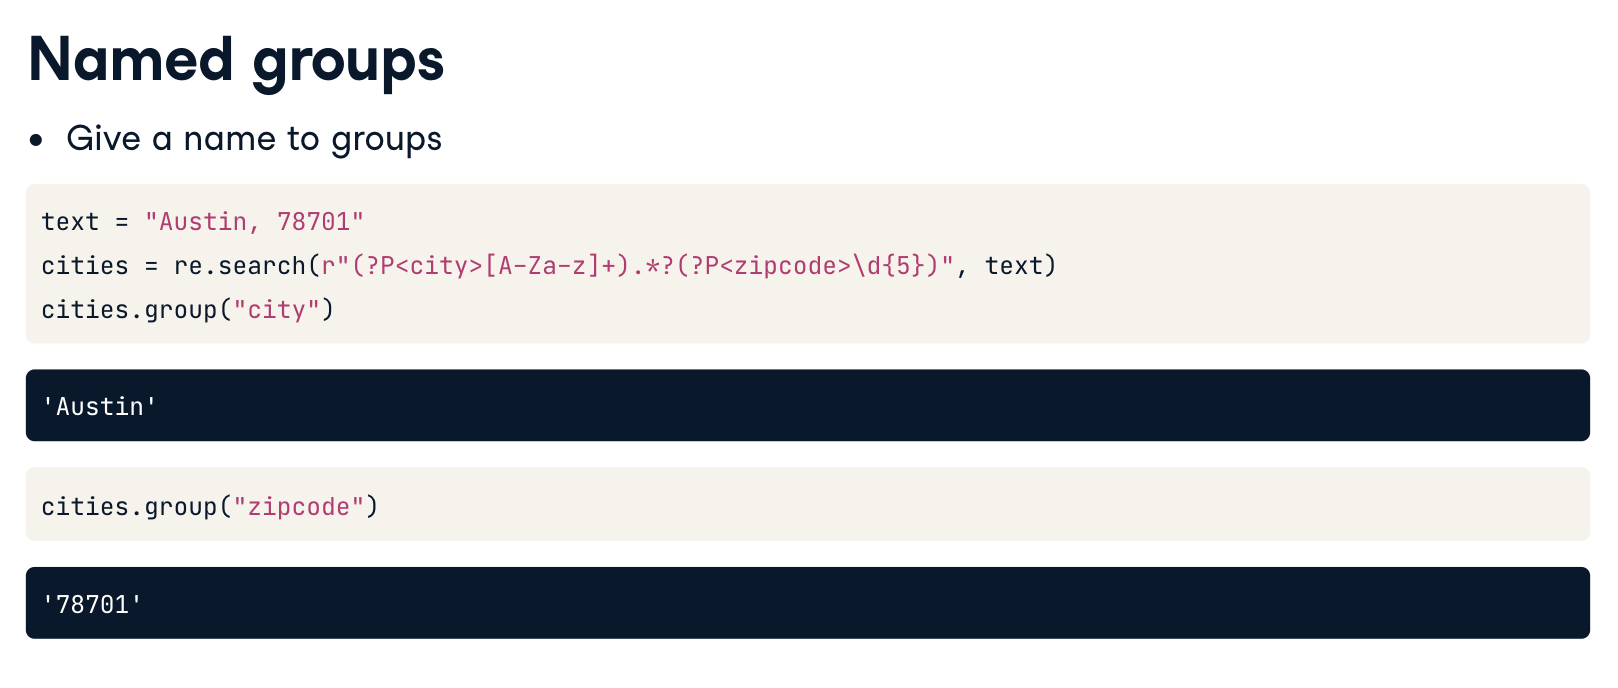 Named groups
• Give a name to groups
text = "Austin, 78701"
cities = re.search(r"(?P<city>[A-Za-z]+).*?(?P<zipcode>\d{5})", text)
cities.group("city")
'Austin'
cities.group("zipcode")
'78701'